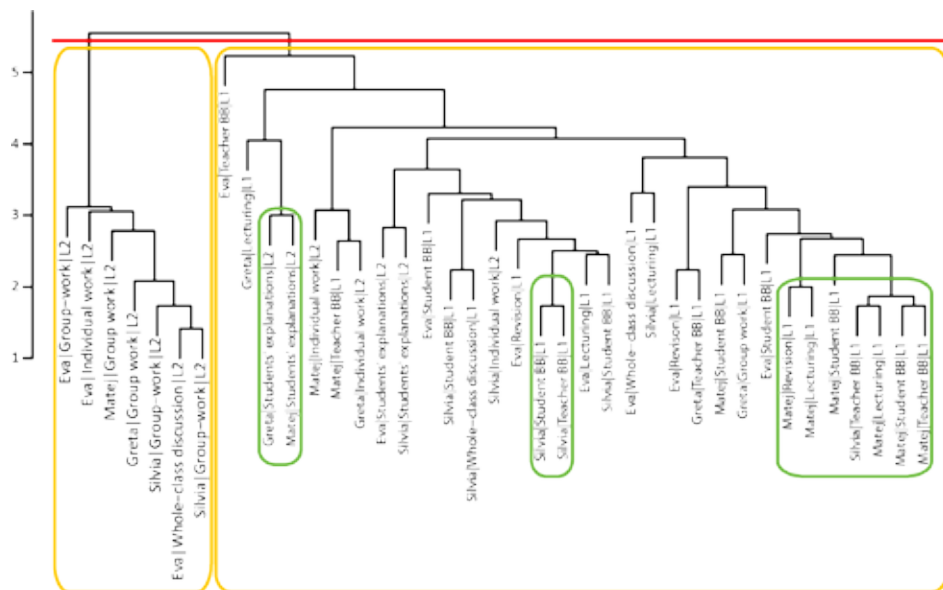 5
4
3
2
1
Eva|Group-work|L2
Eva|Individual work|L2
Matej|Group work|L2
Greta|Group work|L2
Silvia|Group-work|L2
Eva|Whole-class discussion|L2
Silvia|Group-work|L2
Eva|Teacher BB|L1
Greta|Lecturing|L1
Greta|Students' explanations|L2
Matej|Students' explanations|L2
Matej|Individual work|L2
Matej|Teacher BB|L1
Greta|Individual work|L2
Eva|Students' explanations|L2
Silvia|Students' explanations|L2
Eva|Student BB|L1
Silvia|Student BB|L1
Silvia|Whole-class discussion|L1
Silvia|Individual work|L2
Eva|Revision|L1
Silvia|Student BB|L1
Silvia|Teacher BB|L1
Eva|Lecturing|L1
Silvia|Student BB|L1
Eva|Whole-class discussion|L1
Silvia|Lecturing|L1
Eva|Revison|L1
Greta|Teacher BB|L1
Matej|Student BB|L1
Greta|Group work|L1
Eva|Student BB|L1
Matej|Revision|L1
Matej|Lecturing|L1
Matej|Student BB|L1
Silvia|Teacher BB|L1
Matej|Lecturing|L1
Matej|Student BB|L1
Matej|Teacher BB|L1